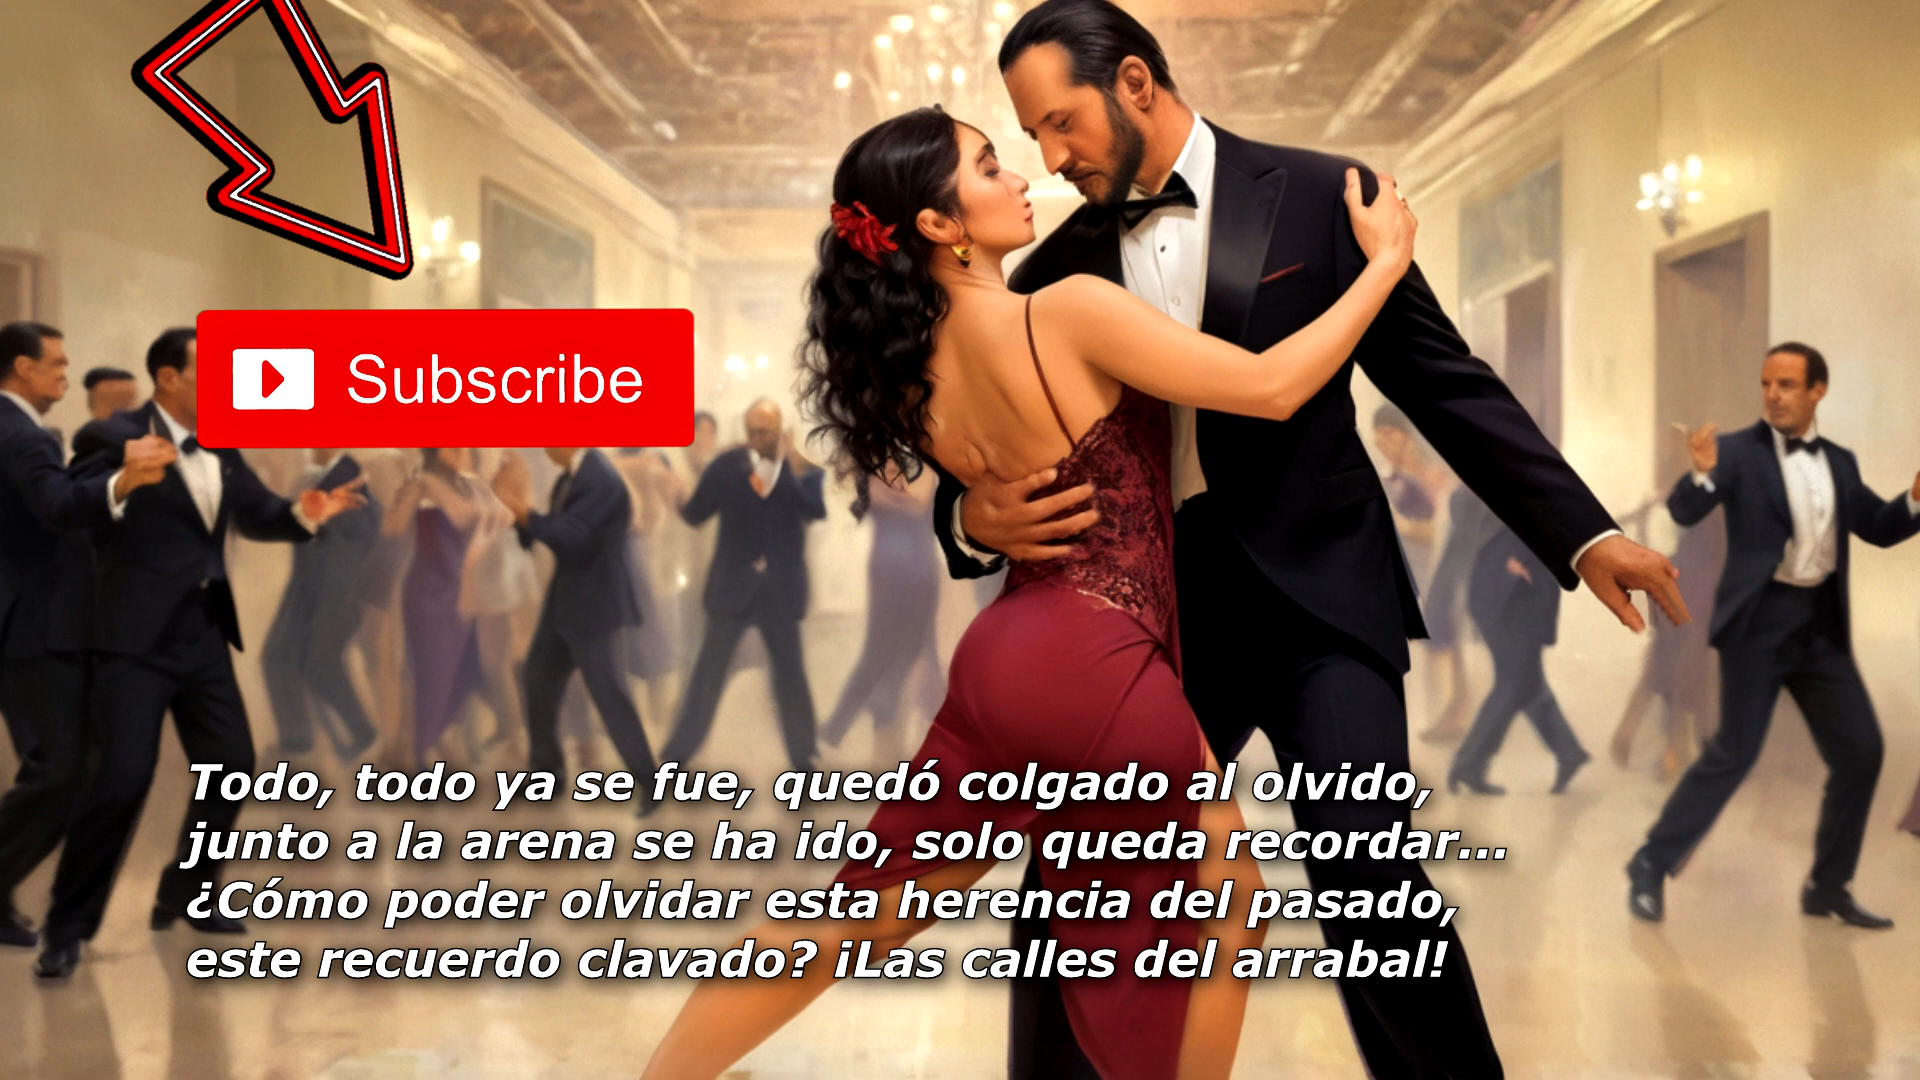 Subscribe
Todo, todo ya se fue, quedó colgado al olvido,
junto a la arena se ha ido, solo queda recordar...
¿Cómo poder olvidar esta herencia del pasado,
este recuerdo clavado? ¡Las calles del arrabal!